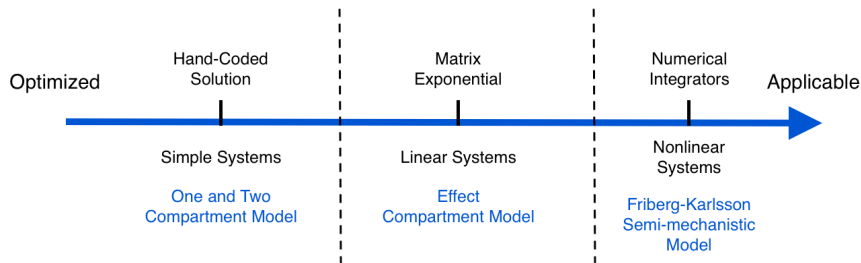 Optimized
Hand-Coded
Solution
Matrix
Exponential
Numerical
Integrators
Applicable
Simple Systems
Linear Systems
Nonlinear
Systems
One and Two
Compartment Model
Effect
Compartment Model
Friberg-Karlsson
Semi-mechanistic
Model